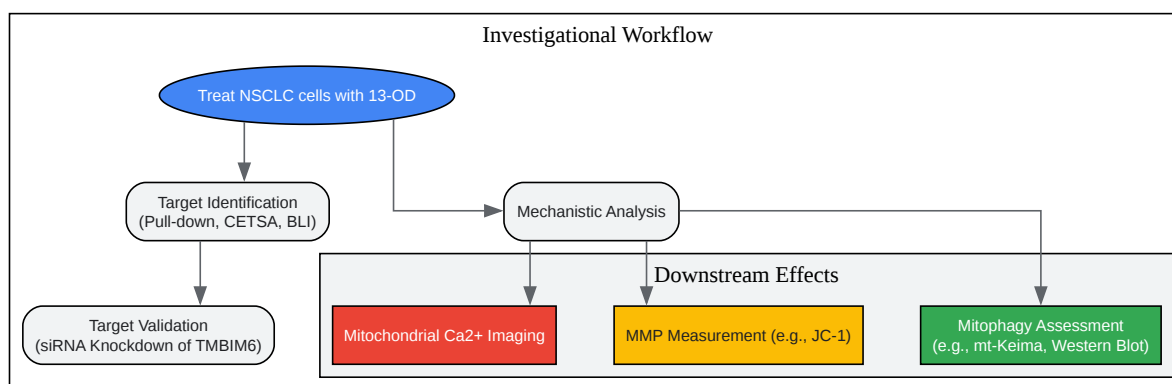 Investigational Workflow
Treat NSCLC cells with 13-OD
Target Identification
(Pull-down, CETSA, BLI)
Mechanistic Analysis
Target Validation
(siRNA Knockdown of TMBIM6)
Downstream Effects
Mitochondrial Ca2+ Imaging
MMP Measurement (e.g., JC-1)
Mitophagy Assessment
(e.g., mt-Keima, Western Blot)